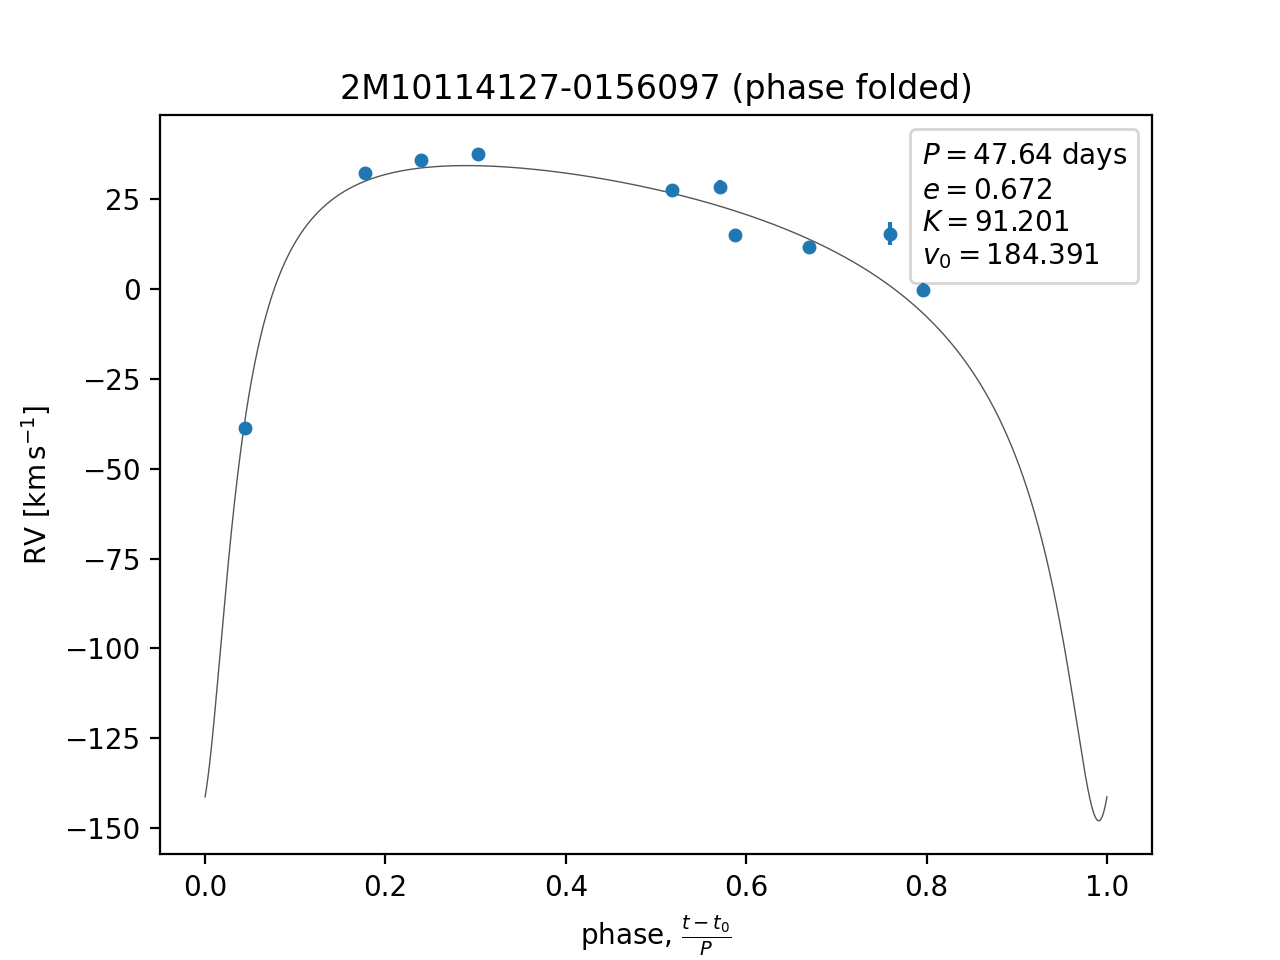 2M10114127-0156097 (phase folded)
P = 47.64 days
e = 0.672
K = 91.201
v₀ = 184.391
25
0
−25
−50
−75
−100
−125
−150
RV [km s⁻¹]
0.0 0.2 0.4 0.6 0.8 1.0
phase, (t − t₀)/P